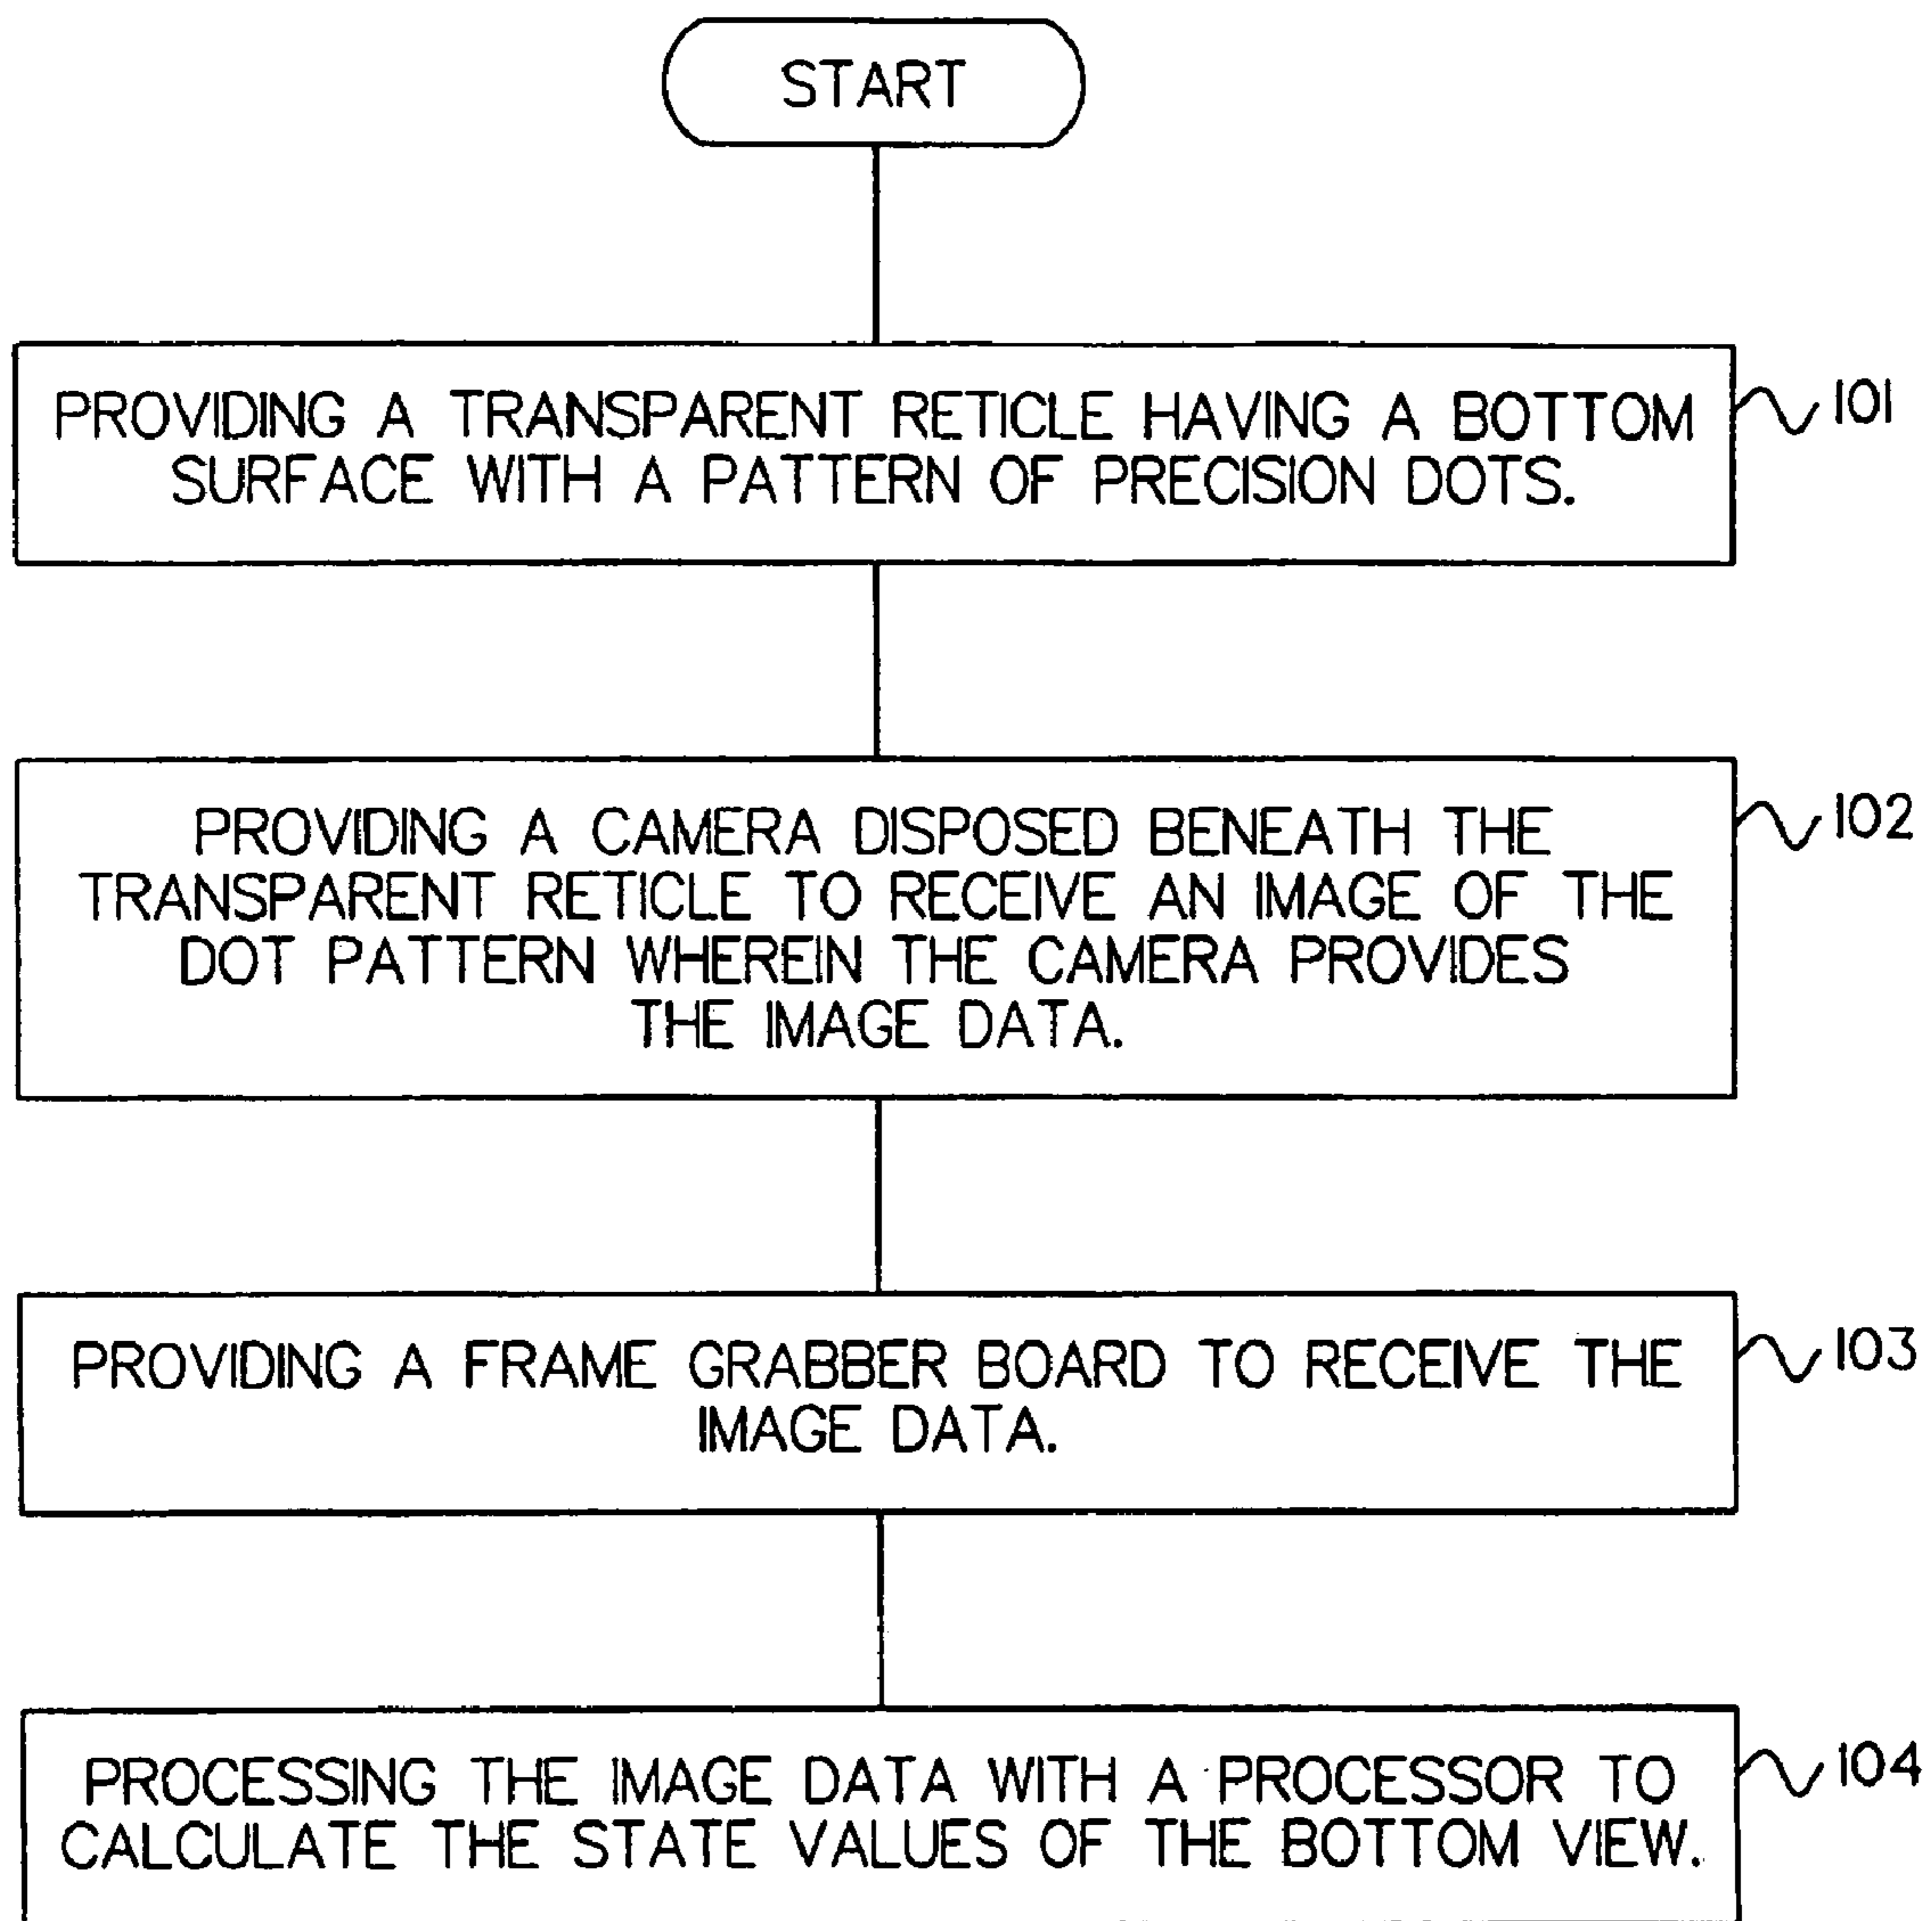 START
PROVIDING A TRANSPARENT RETICLE HAVING A BOTTOM
SURFACE WITH A PATTERN OF PRECISION DOTS.
101
PROVIDING A CAMERA DISPOSED BENEATH THE
TRANSPARENT RETICLE TO RECEIVE AN IMAGE OF THE
DOT PATTERN WHEREIN THE CAMERA PROVIDES
THE IMAGE DATA.
102
PROVIDING A FRAME GRABBER BOARD TO RECEIVE THE
IMAGE DATA.
103
PROCESSING THE IMAGE DATA WITH A PROCESSOR TO
CALCULATE THE STATE VALUES OF THE BOTTOM VIEW.
104